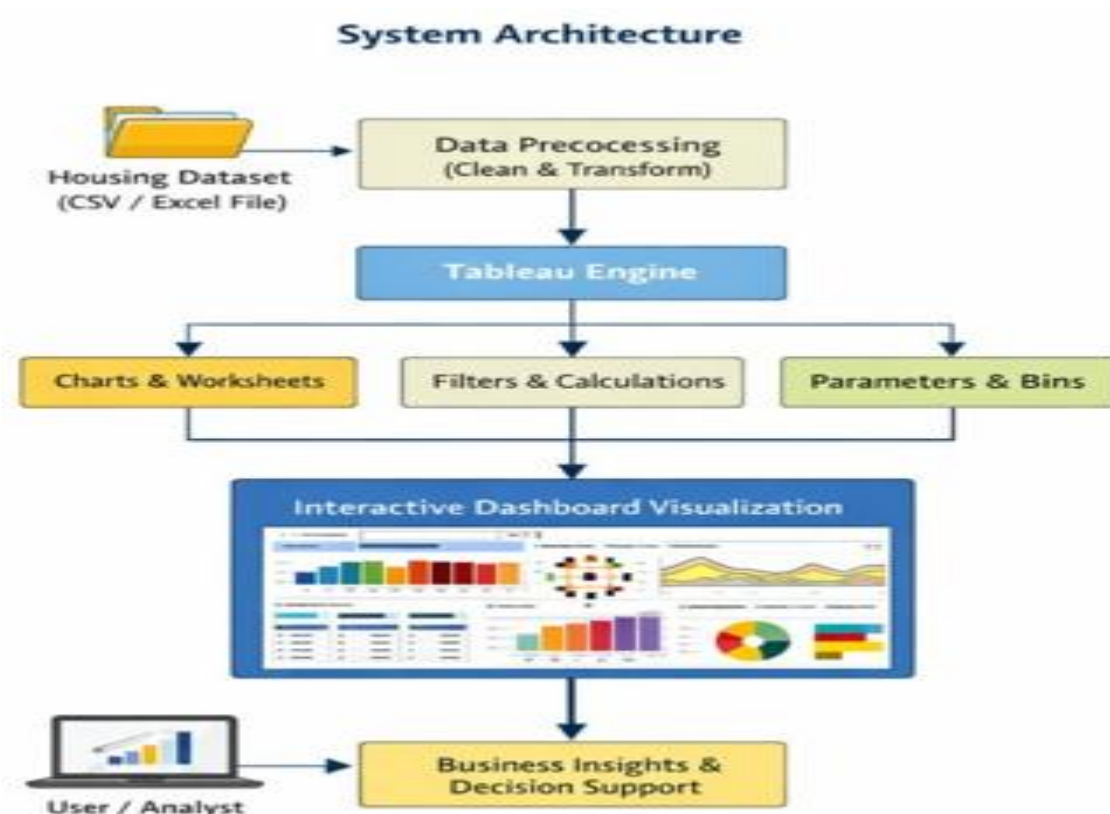 System Architecture
Housing Dataset
(CSV / Excel File)
Data Precocessing
(Clean & Transform)
Tableau Engine
Charts & Worksheets
Filters & Calculations
Parameters & Bins
Interactive Dashboard Visualization
User / Analyst
Business Insights &
Decision Support